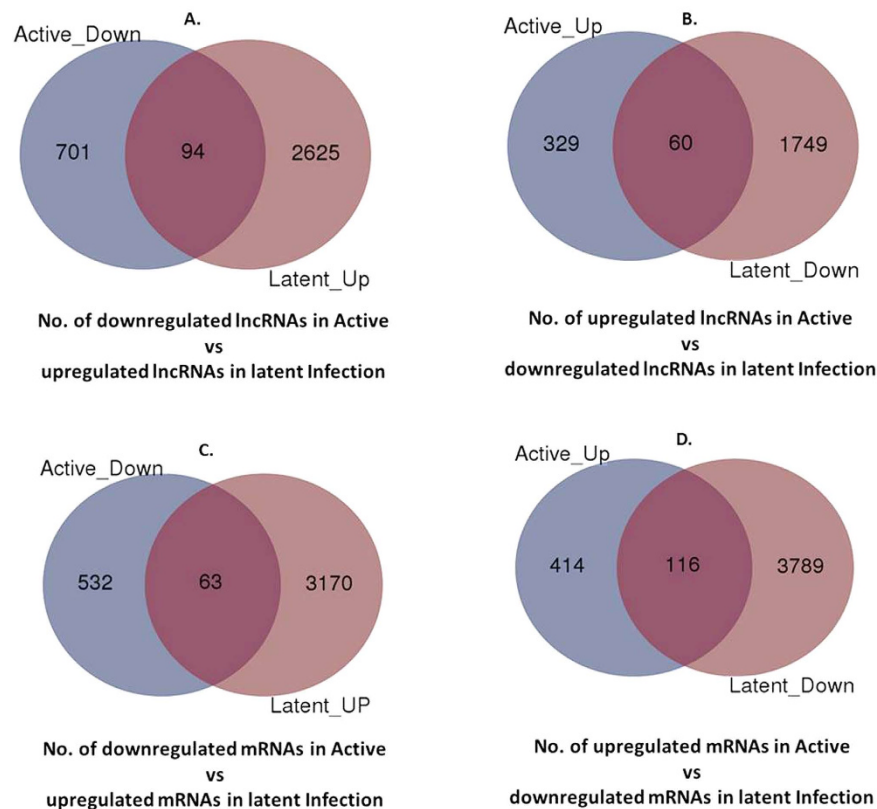 A.
Active_Down
701
94
2625
Latent_Up
No. of downregulated lncRNAs in Active
vs
upregulated lncRNAs in latent Infection
B.
Active_Up
329
60
1749
Latent_Down
No. of upregulated lncRNAs in Active
vs
downregulated lncRNAs in latent Infection
C.
Active_Down
532
63
3170
Latent_UP
No. of downregulated mRNAs in Active
vs
upregulated mRNAs in latent Infection
D.
Active_Up
414
116
3789
Latent_Down
No. of upregulated mRNAs in Active
vs
downregulated mRNAs in latent Infection